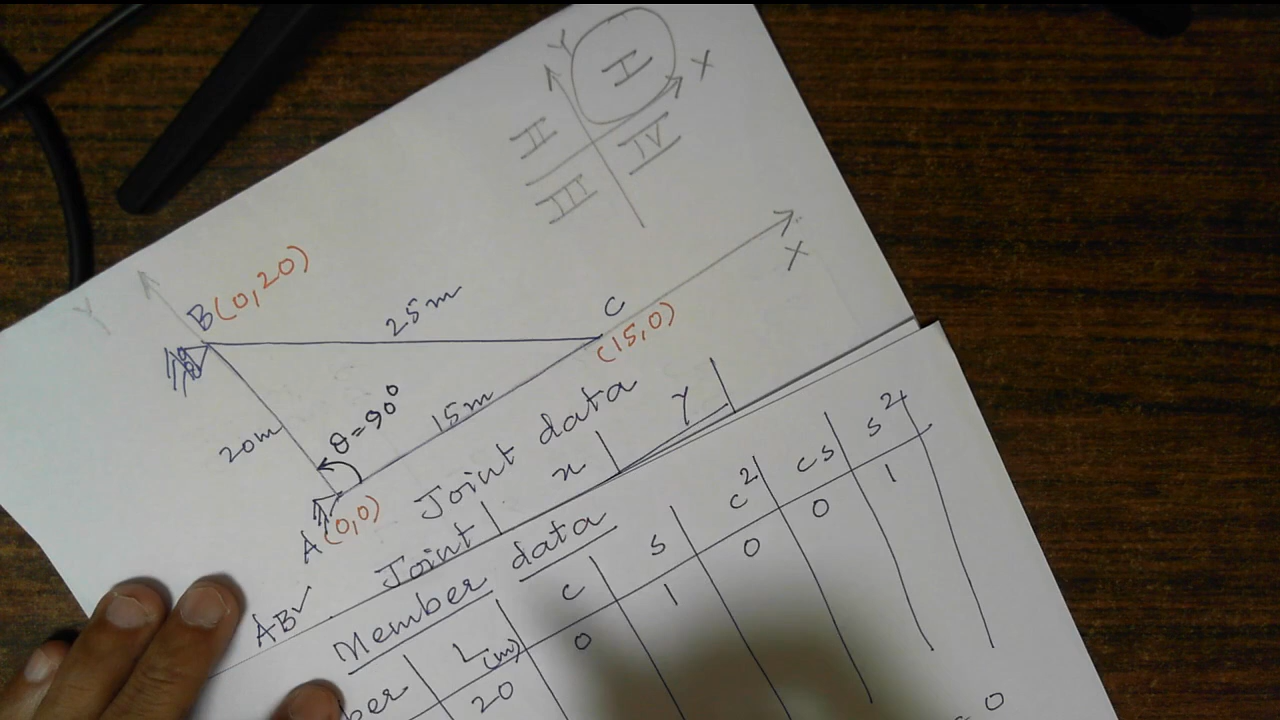 Y
X
II
I
III
IV
Y
B(0,20)
25m
C
(15,0)
X
20m
θ=90°
15m
A(0,0)
AB✓
Joint data
Joint x y
Member data
L(m) c s c² cs s²
20 0 1 0 0 1
0